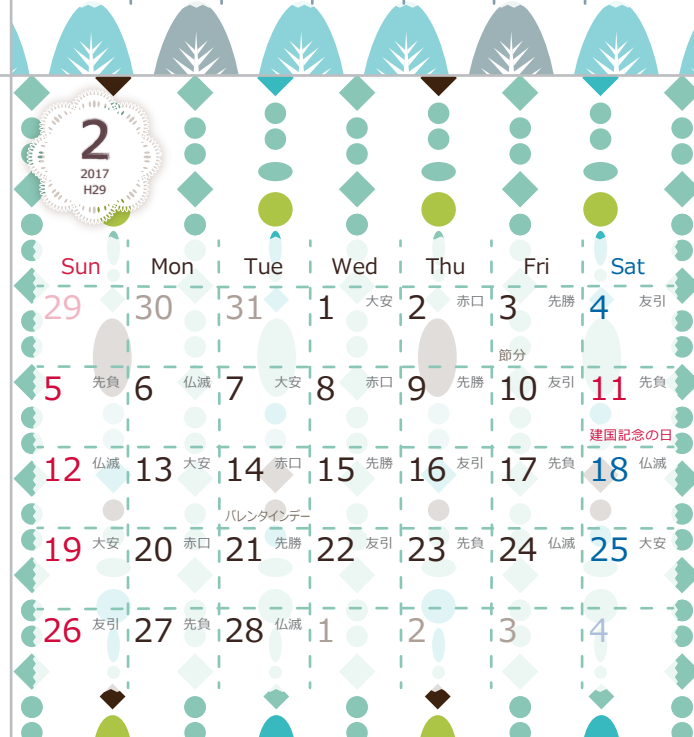 2
2017
H29
Sun Mon Tue Wed Thu Fri Sat
29 30 31 1 大安 2 赤口 3 先勝 4 友引
節分
5 先負 6 仏滅 7 大安 8 赤口 9 先勝 10 友引 11 先負
建国記念の日
12 仏滅 13 大安 14 赤口 15 先勝 16 友引 17 先負 18 仏滅
バレンタインデー
19 大安 20 赤口 21 先勝 22 友引 23 先負 24 仏滅 25 大安
26 友引 27 先負 28 仏滅 1 2 3 4